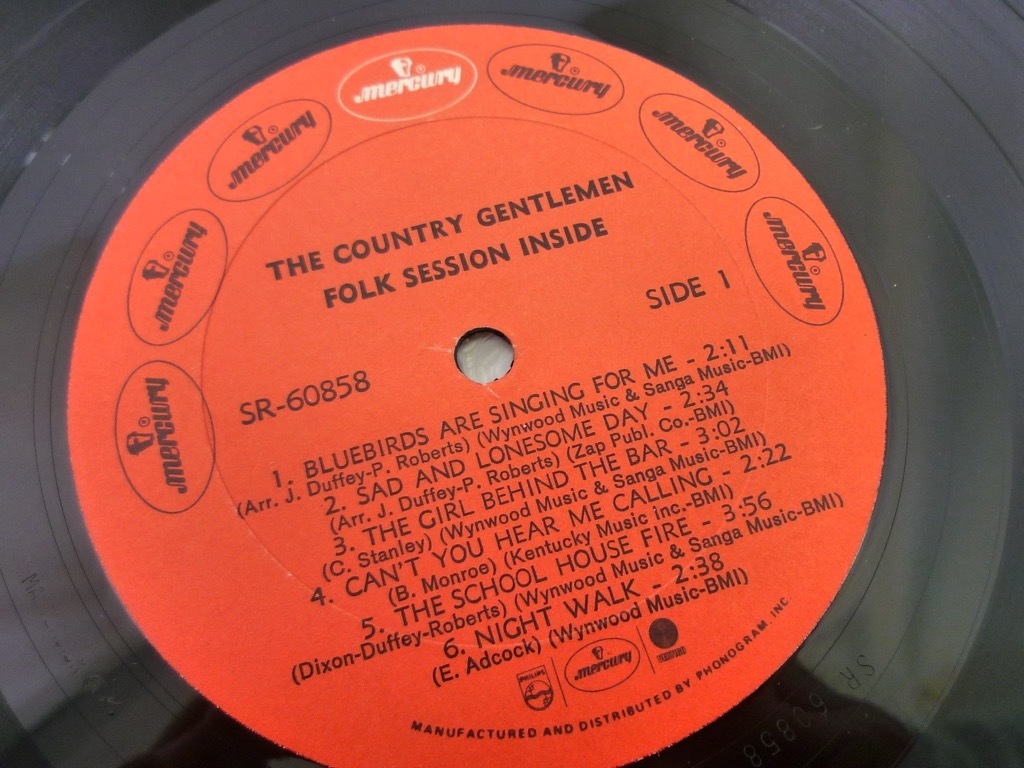 mercury
mercury
mercury
mercury
mercury
mercury
mercury
THE COUNTRY GENTLEMEN
FOLK SESSION INSIDE
SIDE 1
SR-60858
1. BLUEBIRDS ARE SINGING FOR ME - 2:11
(Arr. J. Duffey-P. Roberts) (Wynwood Music & Sanga Music-BMI)
2. SAD AND LONESOME DAY - 2:34
(Arr. J. Duffey-P. Roberts) (Zap Publ. Co.-BMI)
3. THE GIRL BEHIND THE BAR - 3:02
(C. Stanley) (Wynwood Music & Sanga Music-BMI)
4. CAN'T YOU HEAR ME CALLING - 2:22
(B. Monroe) (Kentucky Music Inc.-BMI)
5. THE SCHOOL HOUSE FIRE - 3:56
(Dixon-Duffey-Roberts) (Wynwood Music & Sanga Music-BMI)
6. NIGHT WALK - 2:38
(E. Adcock) (Wynwood Music-BMI)
PHILIPS
mercury
MANUFACTURED AND DISTRIBUTED BY PHONOGRAM, INC
SR 60858